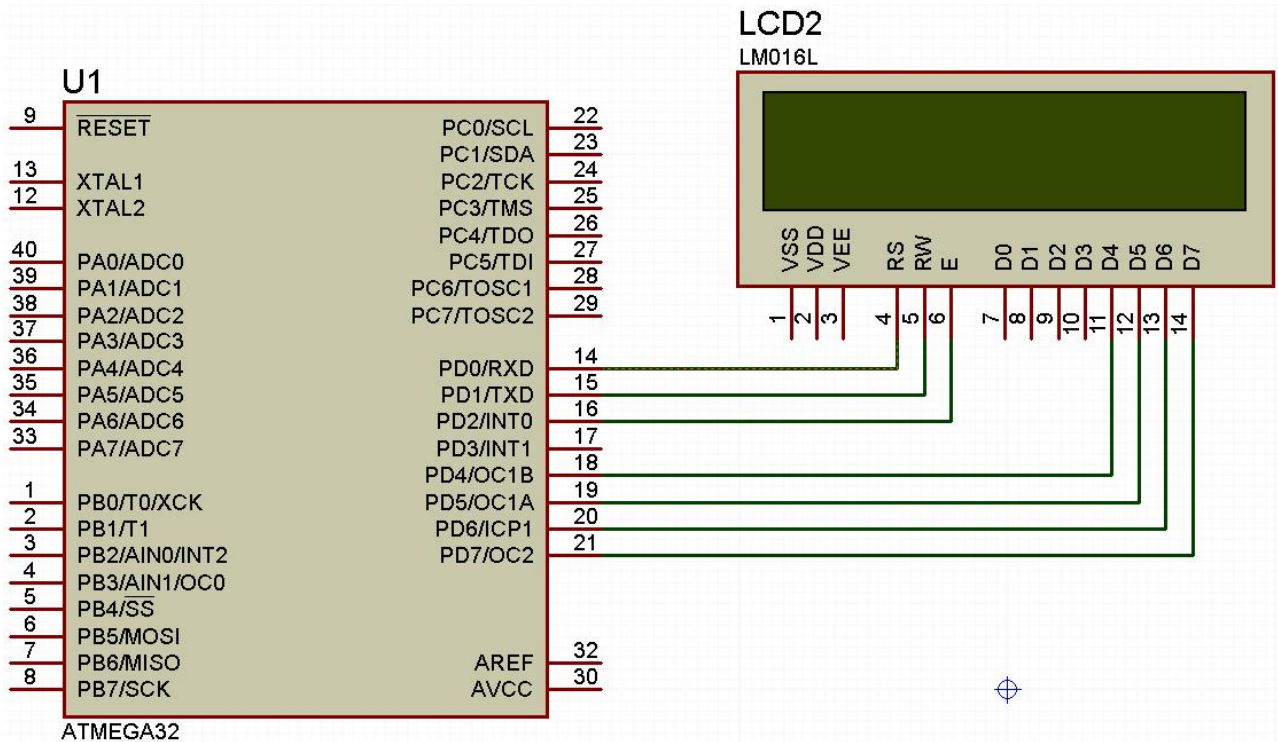 LCD2
LM016L
U1
9 RESET
13 XTAL1
12 XTAL2
40 PA0/ADC0
39 PA1/ADC1
38 PA2/ADC2
37 PA3/ADC3
36 PA4/ADC4
35 PA5/ADC5
34 PA6/ADC6
33 PA7/ADC7
1 PB0/T0/XCK
2 PB1/T1
3 PB2/AIN0/INT2
4 PB3/AIN1/OC0
5 PB4/SS
6 PB5/MOSI
7 PB6/MISO
8 PB7/SCK
PC0/SCL 22
PC1/SDA 23
PC2/TCK 24
PC3/TMS 25
PC4/TDO 26
PC5/TDI 27
PC6/TOSC1 28
PC7/TOSC2 29
PD0/RXD 14
PD1/TXD 15
PD2/INT0 16
PD3/INT1 17
PD4/OC1B 18
PD5/OC1A 19
PD6/ICP1 20
PD7/OC2 21
AREF 32
AVCC 30
ATMEGA32
VSS VDD VEE RS RW E D0 D1 D2 D3 D4 D5 D6 D7
1 2 3 4 5 6 7 8 9 10 11 12 13 14